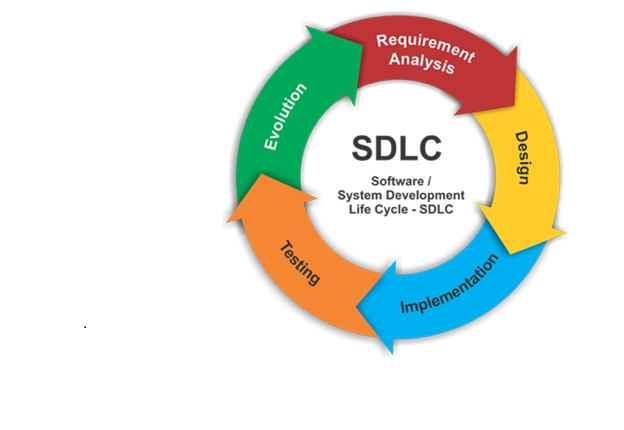 Requirement
Analysis
Design
Implementation
Testing
Evolution
SDLC
Software /
System Development
Life Cycle - SDLC
.